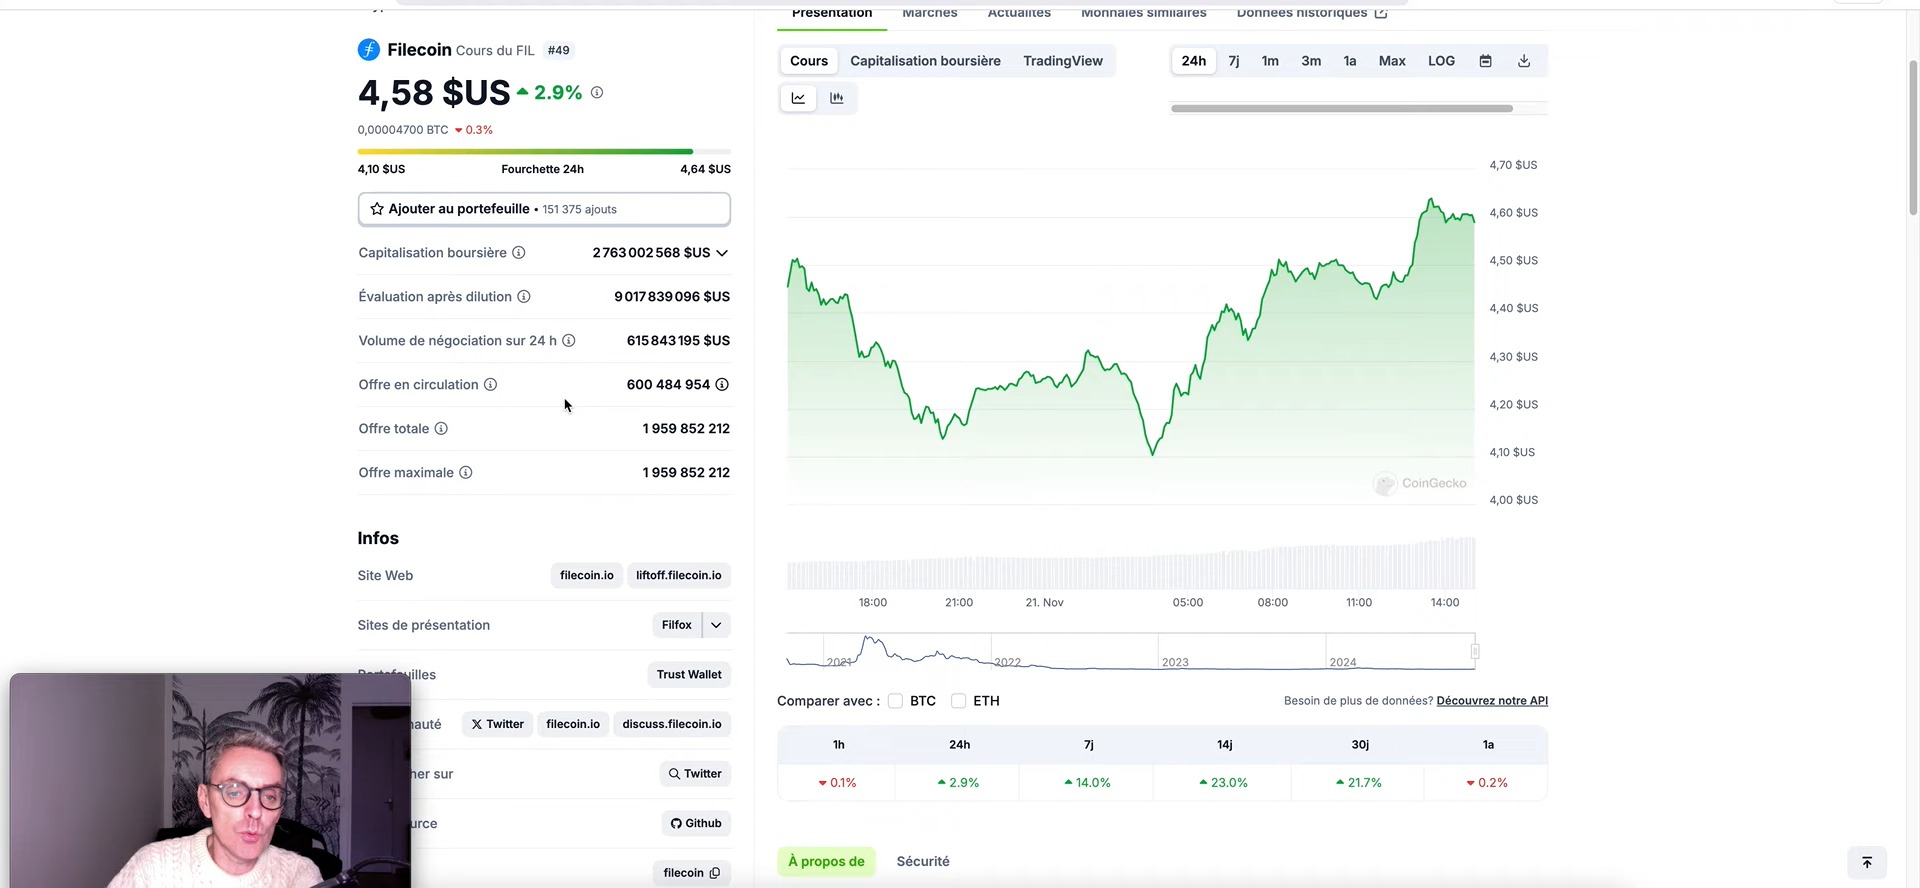 Présentation
Marchés
Actualités
Monnaies similaires
Données historiques
Filecoin Cours du FIL #49
4,58 $US 2.9%
0,00004700 BTC 0.3%
4,10 $US Fourchette 24h 4,64 $US
Ajouter au portefeuille • 151 375 ajouts
Capitalisation boursière 2 763 002 568 $US
Évaluation après dilution 9 017 839 096 $US
Volume de négociation sur 24 h 615 843 195 $US
Offre en circulation 600 484 954
Offre totale 1 959 852 212
Offre maximale 1 959 852 212
Infos
Site Web filecoin.io liftoff.filecoin.io
Sites de présentation Filfox
uilles Trust Wallet
nauté Twitter filecoin.io discuss.filecoin.io
her sur Twitter
urce Github
filecoin
Cours Capitalisation boursière TradingView
24h 7j 1m 3m 1a Max LOG
4,70 $US
4,60 $US
4,50 $US
4,40 $US
4,30 $US
4,20 $US
4,10 $US
4,00 $US
CoinGecko
18:00 21:00 21. Nov 05:00 08:00 11:00 14:00
2021 2022 2023 2024
Comparer avec : BTC ETH
Besoin de plus de données? Découvrez notre API
1h 24h 7j 14j 30j 1a
0.1% 2.9% 14.0% 23.0% 21.7% 0.2%
À propos de Sécurité